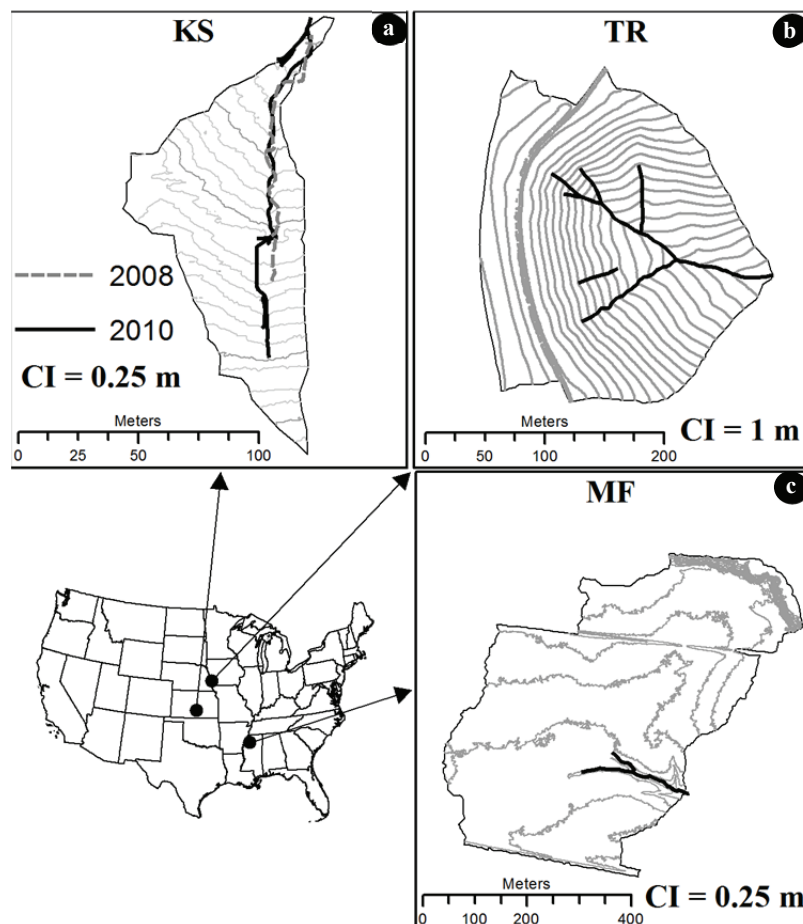 KS
a
2008
2010
CI = 0.25 m
Meters
0 25 50 100
TR
b
Meters
0 50 100 200
CI = 1 m
MF
c
Meters
0 100 200 400
CI = 0.25 m